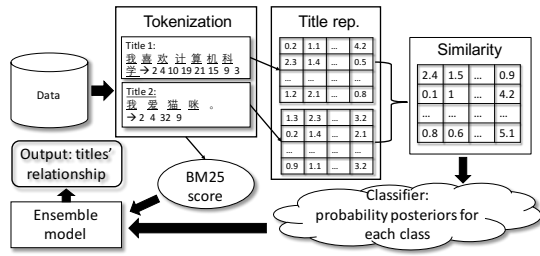 Tokenization
Title 1:
我 喜 欢 计 算 机 科
学→ 2 4 10 19 21 15 9 3
Title 2:
我 爱 猫 咪 。
→ 2 4 32 9
Data
Title rep.
0.2 1.1 ... 4.2
2.3 1.4 ... 0.5
... ... ... ...
1.2 2.1 ... 0.8
1.3 2.3 ... 3.2
0.2 1.4 ... 2.1
... ... ... ...
0.9 1.1 ... 3.2
Similarity
2.4 1.5 ... 0.9
0.1 1 ... 4.2
... ... ... ...
0.8 0.6 ... 5.1
Classifier:
probability posteriors for
each class
BM25
score
Ensemble
model
Output: titles'
relationship